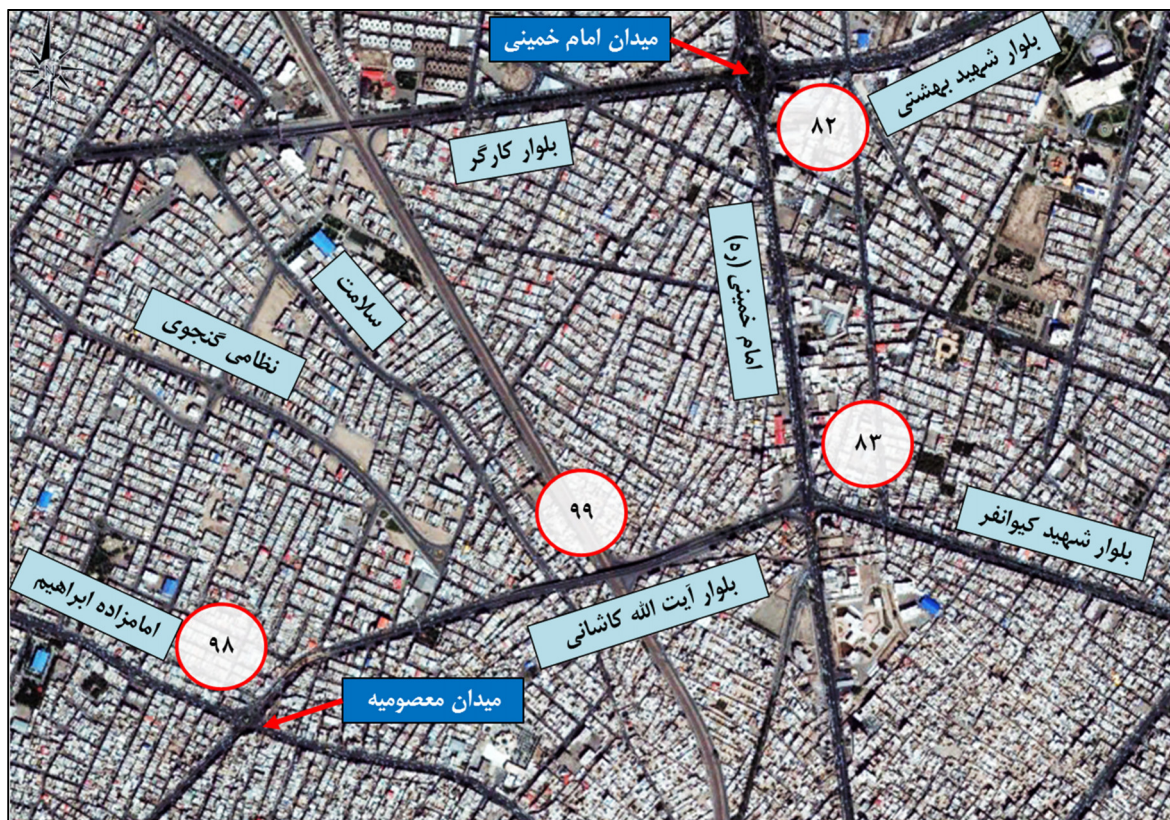 میدان امام خمینی
بلوار شهید بهشتی
۸۲
بلوار کارگر
امام خمینی (ره)
سلامت
نظامی گنجوی
۸۳
۹۹
بلوار شهید کیوانفر
بلوار آیت الله کاشانی
امامزاده ابراهیم
۹۸
میدان معصومیه
N